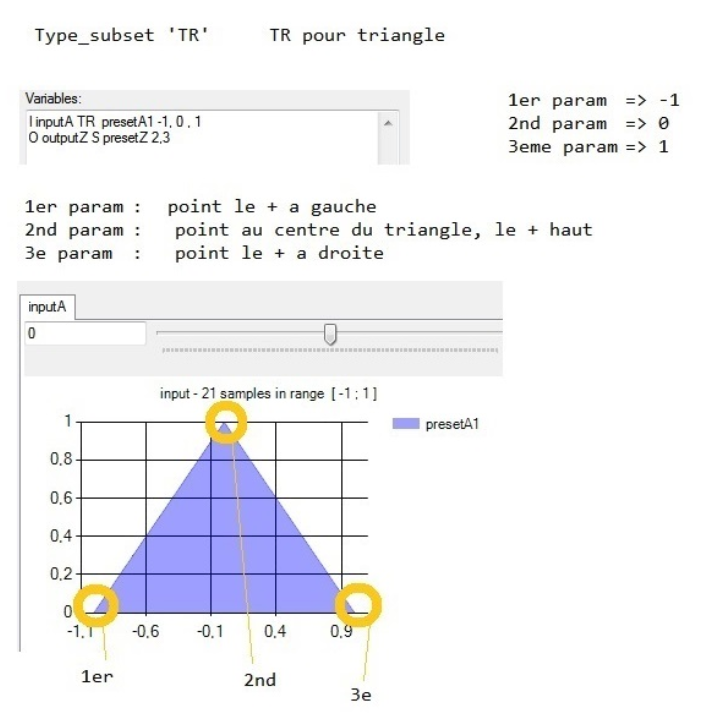 Type_subset 'TR' TR pour triangle
Variables:
I inputA TR presetA1 -1, 0 , 1
O outputZ S presetZ 2,3
1er param => -1
2nd param => 0
3eme param => 1
1er param : point le + a gauche
2nd param : point au centre du triangle, le + haut
3e param : point le + a droite
inputA
0
input - 21 samples in range [ -1 ; 1 ]
presetA1
1
0,8
0,6
0,4
0,2
0
-1,1 -0,6 -0,1 0,4 0,9
1er
2nd
3e